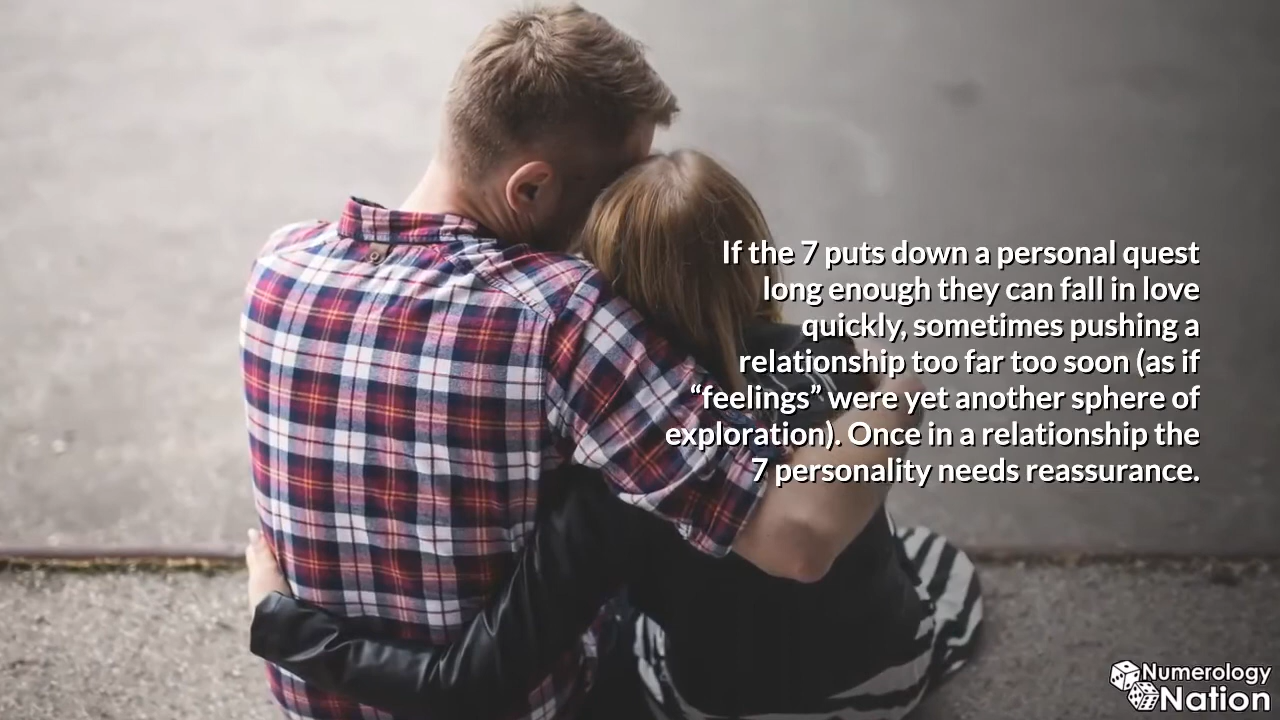 If the 7 puts down a personal quest
long enough they can fall in love
quickly, sometimes pushing a
relationship too far too soon (as if
“feelings” were yet another sphere of
exploration). Once in a relationship the
7 personality needs reassurance.
Numerology
Nation